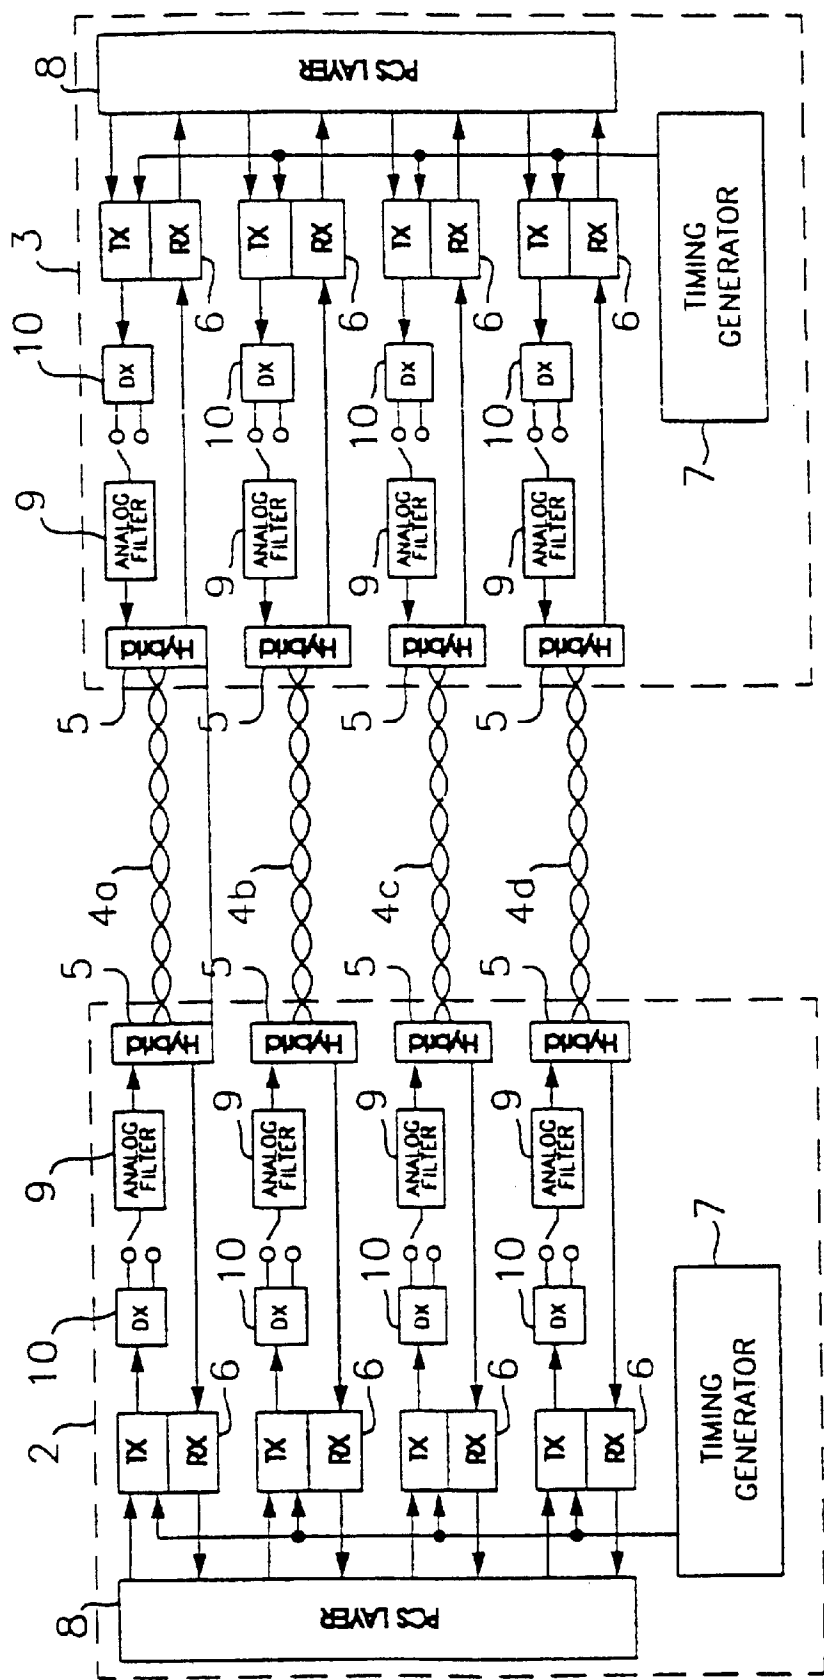 8 2 10 9 5 4a 5 9 10 3 8
TX DX ANALOG FILTER Hybrid Hybrid ANALOG FILTER DX TX
RX 6 6 RX
10 9 5 4b 5 9 10
TX DX ANALOG FILTER Hybrid Hybrid ANALOG FILTER DX TX
RX 6 6 RX
PCS LAYER PCS LAYER
10 9 5 4c 5 9 10
TX DX ANALOG FILTER Hybrid Hybrid ANALOG FILTER DX TX
RX 6 6 RX
10 9 5 4d 5 9 10
TX DX ANALOG FILTER Hybrid Hybrid ANALOG FILTER DX TX
RX 6 6 RX
TIMING GENERATOR 7 7 TIMING GENERATOR